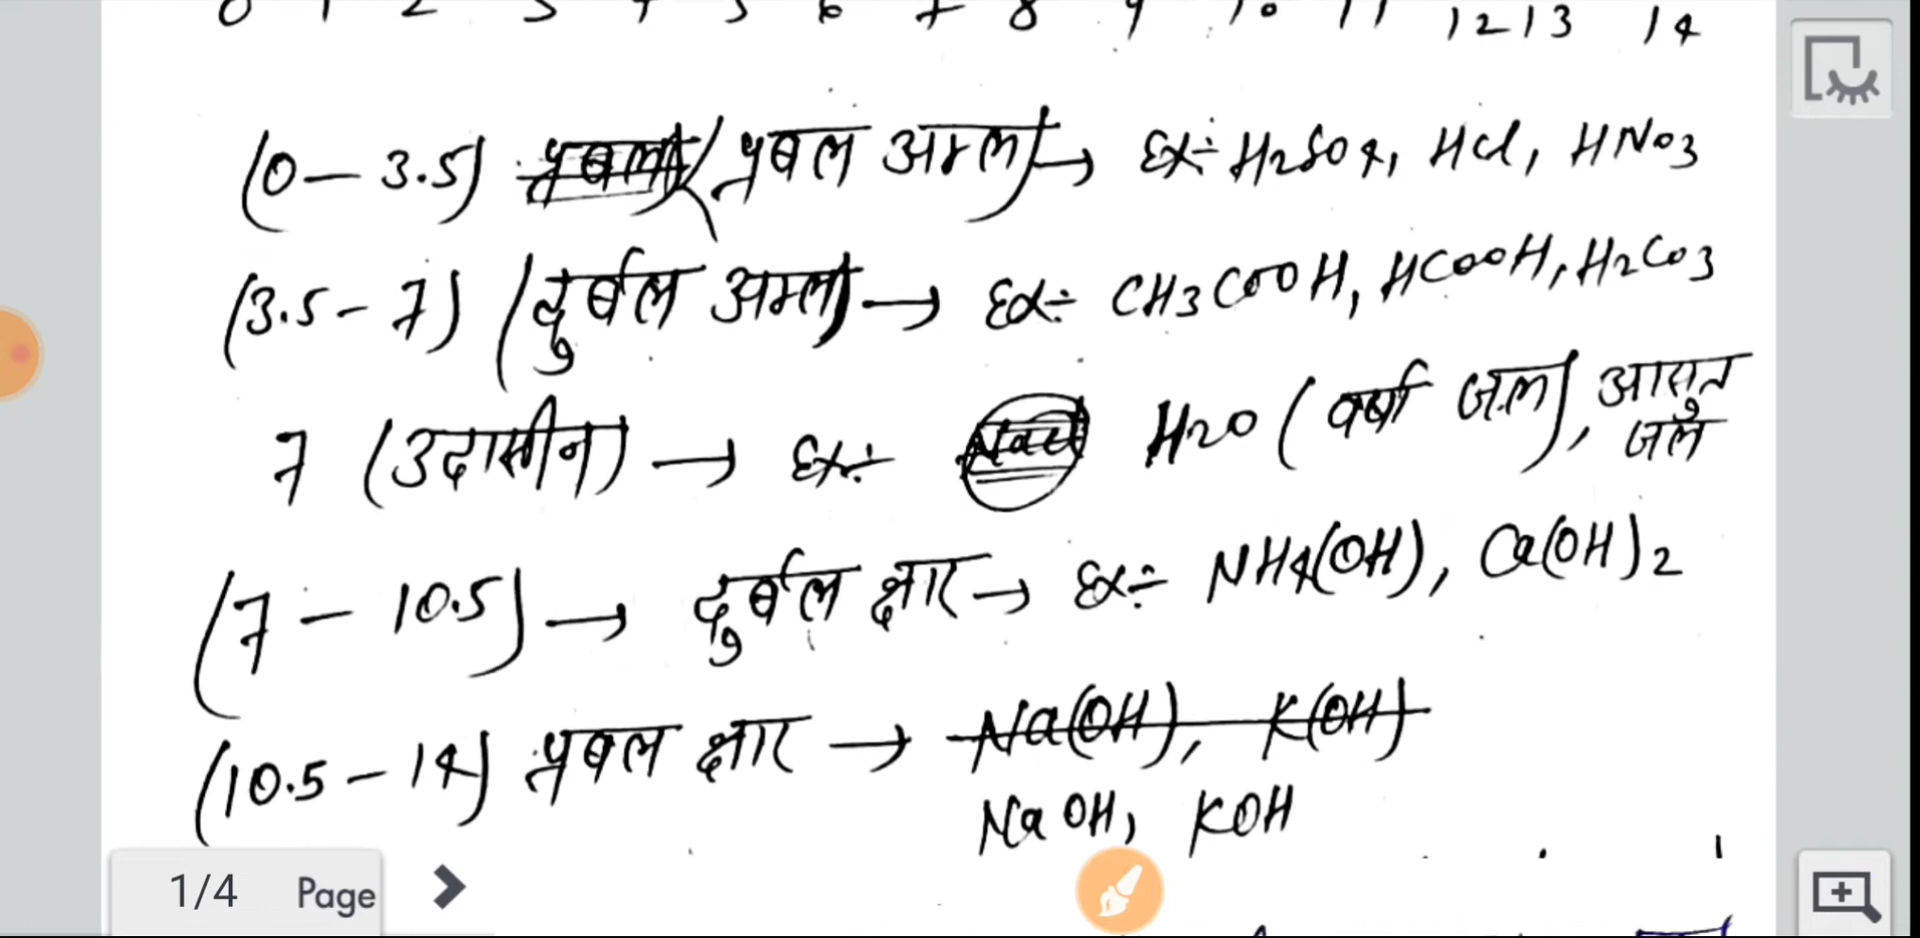 0 1 2 3 4 5 6 7 8 9 10 11 12 13 14
(0-3.5) प्रबल (प्रबल अम्ल) → Ex÷ H2SO4, HCl, HNO3
(3.5-7) (दुर्बल अम्ल) → Ex÷ CH3COOH, HCOOH, H2CO3
7 (उदासीन) → Ex÷ NaCl H2O (वर्षा जल), आसुत जल
(7-10.5) → दुर्बल क्षार → Ex÷ NH4(OH), Ca(OH)2
(10.5-14) प्रबल क्षार → Na(OH), K(OH)
NaOH, KOH
1/4 Page